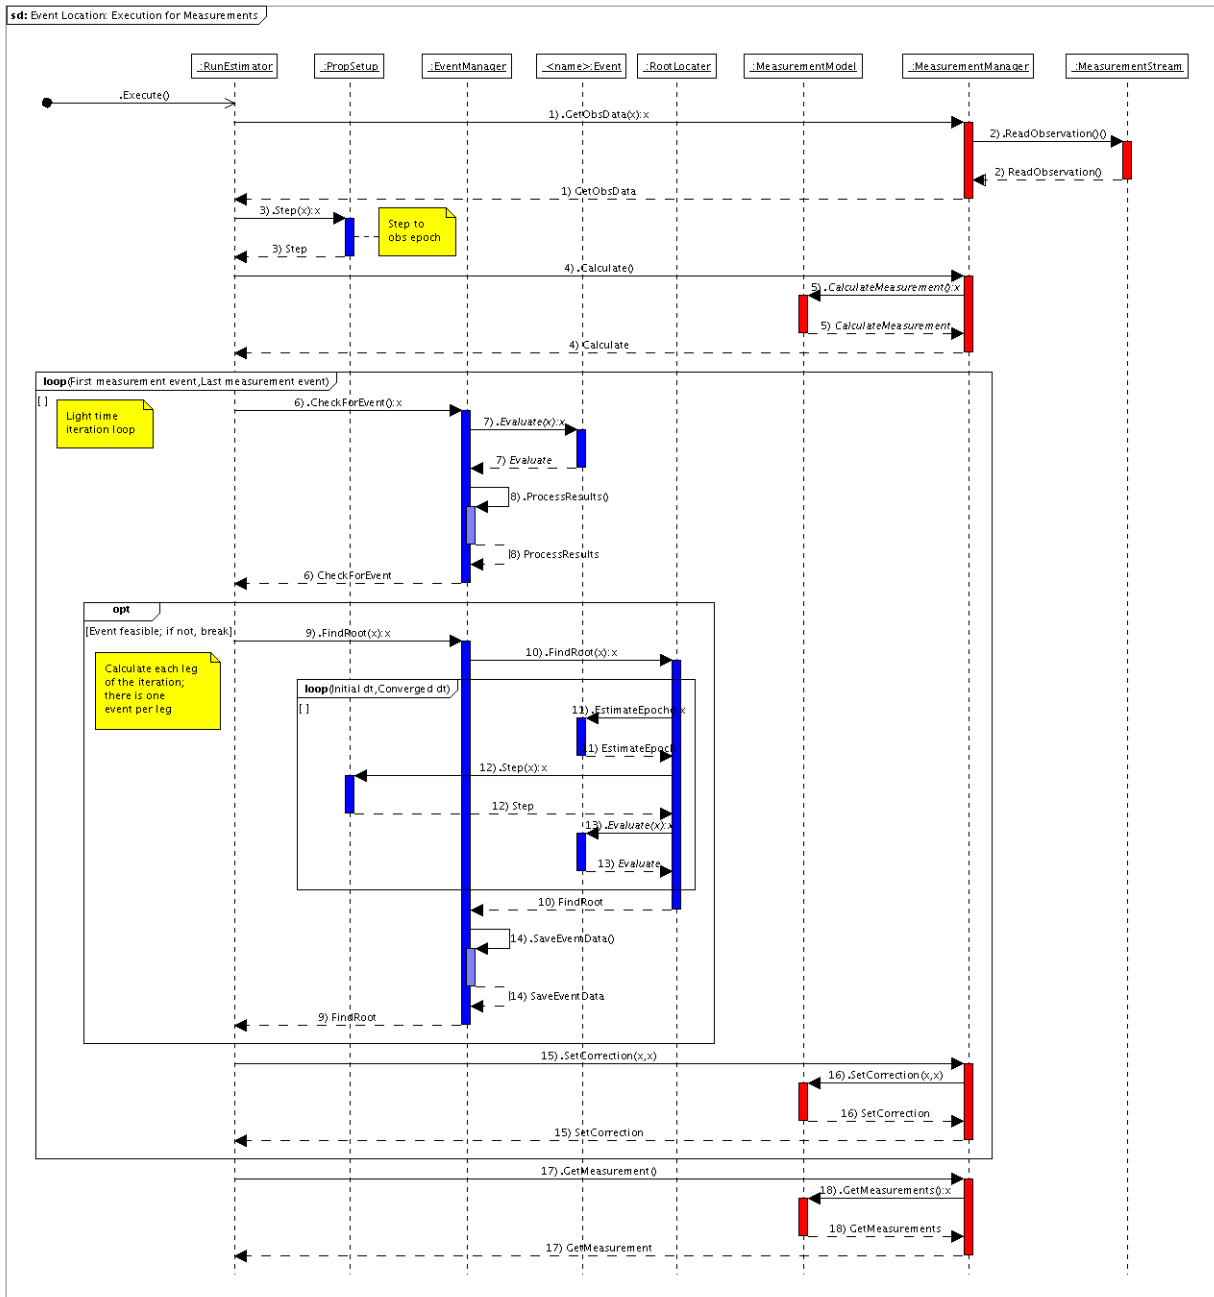 sd: Event Location: Execution for Measurements
:RunEstimator
:PropSetup
:EventManager
<name>:Event
:RootLocater
:MeasurementModel
:MeasurementManager
:MeasurementStream
.Execute()
1) .GetObsData(x): x
2) .ReadObservation()()
2) ReadObservation()
1) GetObsData
3) .Step(x): x
Step to
obs epoch
3) Step
4) .Calculate()
5) .CalculateMeasurement(): x
5) CalculateMeasurement
4) Calculate
loop(First measurement event,Last measurement event)
[ ]
Light time
iteration loop
6) .CheckForEvent(): x
7) .Evaluate(x): x
7) Evaluate
8) .ProcessResults()
8) ProcessResults
6) CheckForEvent
opt
[Event feasible; if not, break]
9) .FindRoot(x): x
Calculate each leg
of the iteration;
there is one
event per leg
10) .FindRoot(x): x
loop(Initial dt,Converged dt)
[ ]
11) .EstimateEpoch(): x
11) EstimateEpoch
12) .Step(x): x
12) Step
13) .Evaluate(x): x
13) Evaluate
10) FindRoot
14) .SaveEventData()
14) SaveEventData
9) FindRoot
15) .SetCorrection(x,x)
16) .SetCorrection(x,x)
16) SetCorrection
15) SetCorrection
17) .GetMeasurement()
18) .GetMeasurements(): x
18) GetMeasurements
17) GetMeasurement